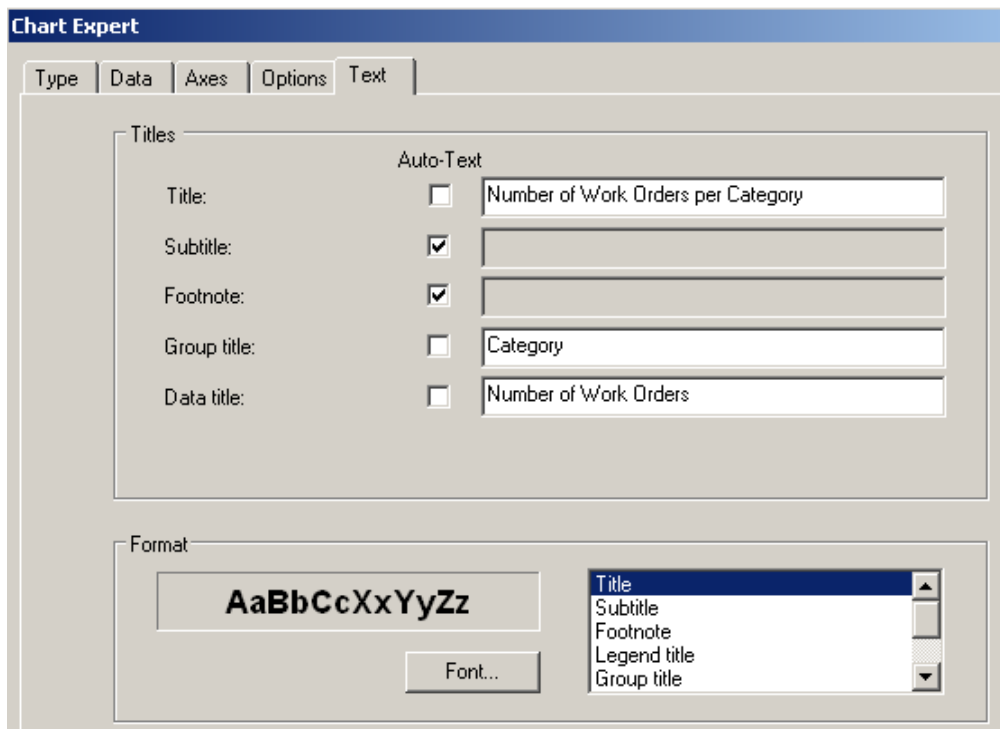 Chart Expert
Type Data Axes Options Text
Titles
Auto-Text
Title: Number of Work Orders per Category
Subtitle:
Footnote:
Group title: Category
Data title: Number of Work Orders
Format
AaBbCcXxYyZz
Title
Subtitle
Footnote
Legend title
Group title
Font...